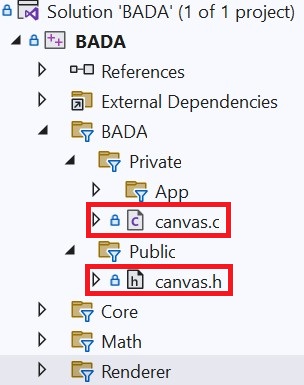 Solution 'BADA' (1 of 1 project)
BADA
References
External Dependencies
BADA
Private
App
canvas.c
Public
canvas.h
Core
Math
Renderer